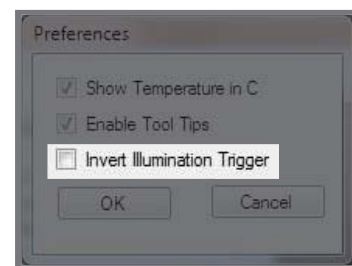 Preferences
Show Temperature in C
Enable Tool Tips
Invert Illumination Trigger
OK Cancel